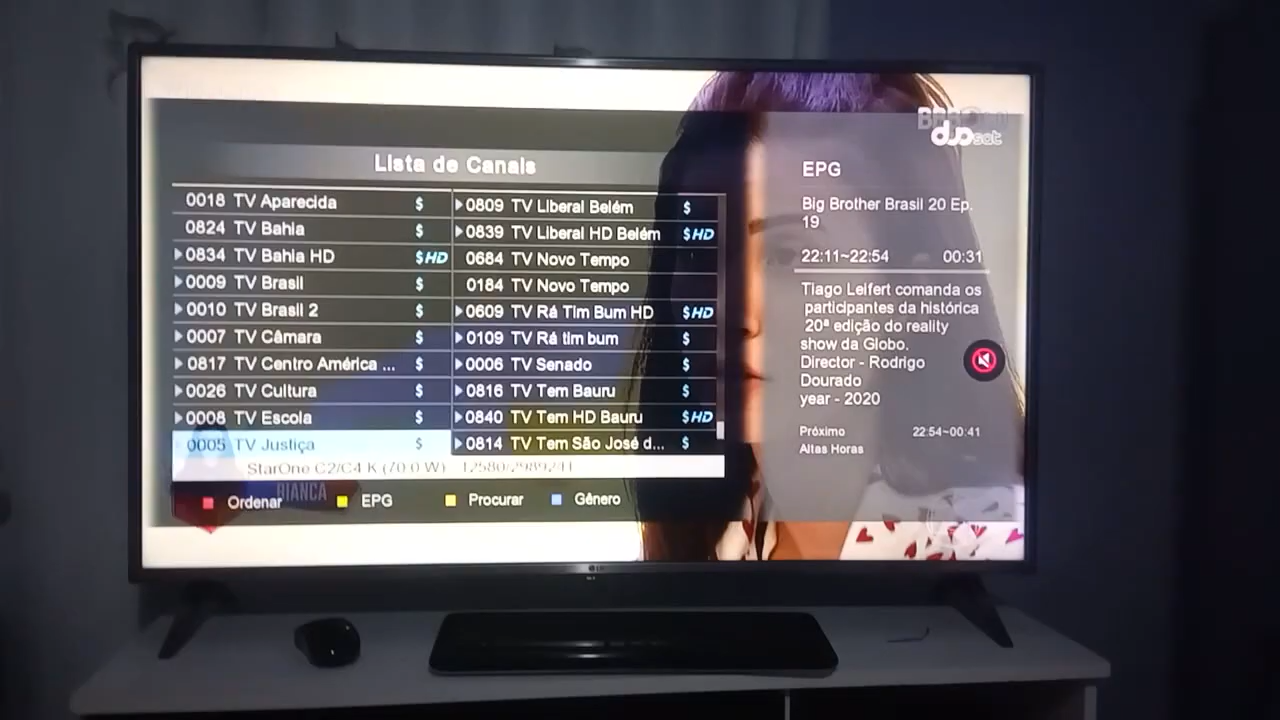 duosat
Lista de Canais
0018 TV Aparecida $
0824 TV Bahia $
0834 TV Bahia HD $HD
0009 TV Brasil $
0010 TV Brasil 2 $
0007 TV Câmara $
0817 TV Centro América ... $
0026 TV Cultura $
0008 TV Escola $
0005 TV Justiça $
0809 TV Liberal Belém $
0839 TV Liberal HD Belém $HD
0684 TV Novo Tempo
0184 TV Novo Tempo
0609 TV Rá Tim Bum HD $HD
0109 TV Rá tim bum $
0006 TV Senado $
0816 TV Tem Bauru $
0840 TV Tem HD Bauru $HD
0814 TV Tem São José d... $
StarOne C2/C4 K (70.0 W)
BIANCA
Ordenar EPG Procurar Gênero
EPG
Big Brother Brasil 20 Ep.
19
22:11~22:54 00:31
Tiago Leifert comanda os
participantes da histórica
20ª edição do reality
show da Globo.
Director - Rodrigo
Dourado
year - 2020
Próximo 22:54~00:41
Altas Horas
LG